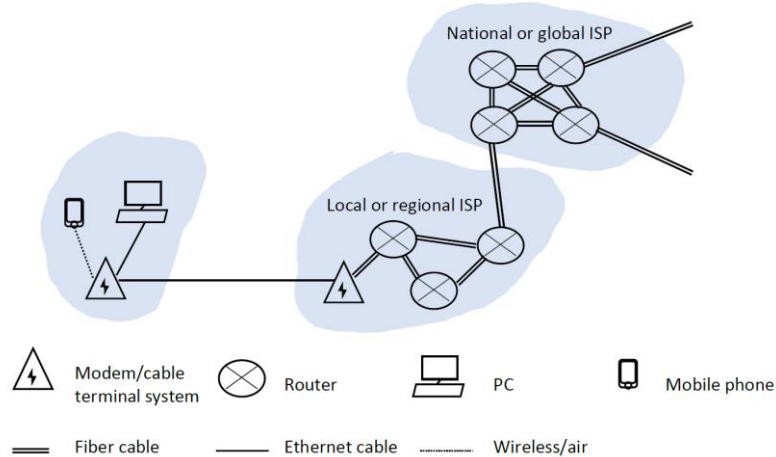 National or global ISP
Local or regional ISP
Modem/cable
terminal system
Router
PC
Mobile phone
Fiber cable
Ethernet cable
Wireless/air